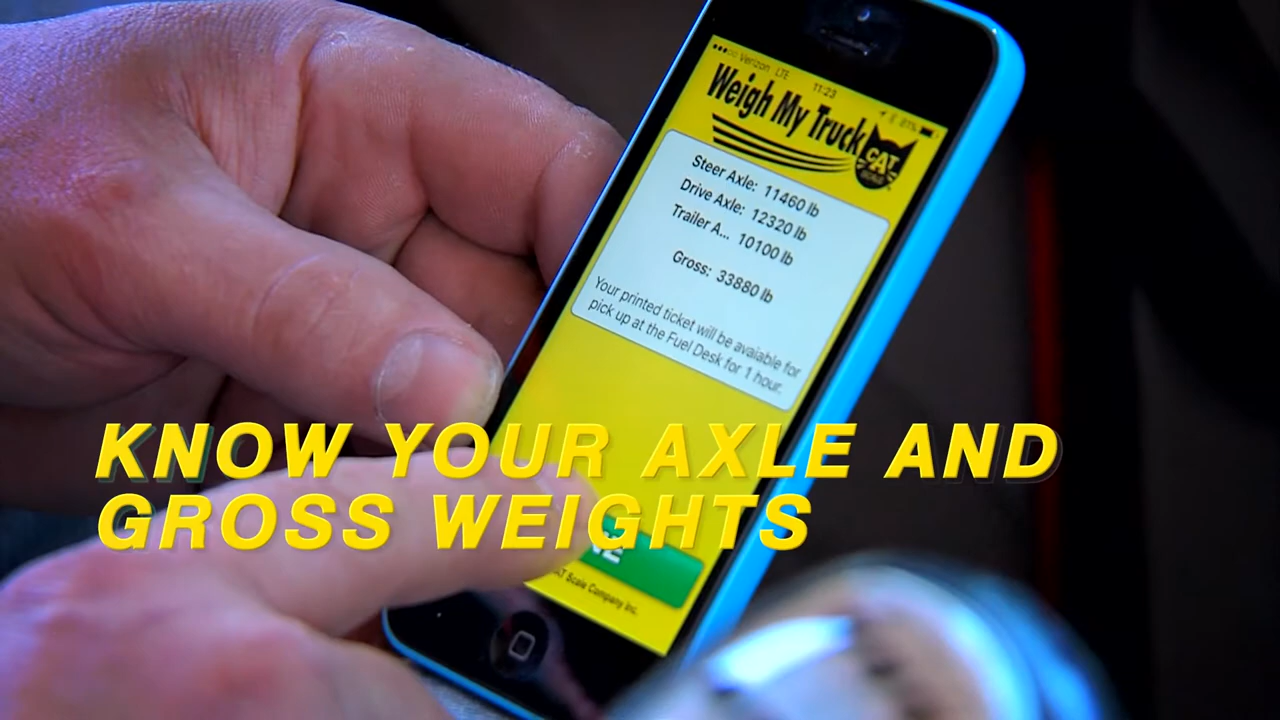 Verizon LTE
11:23
Weigh My Truck
CAT
Steer Axle: 11460 lb
Drive Axle: 12320 lb
Trailer A... 10100 lb
Gross: 33880 lb
Your printed ticket will be avaiable for
pick up at the Fuel Desk for 1 hour.
KNOW YOUR AXLE AND
GROSS WEIGHTS
Scale Company Inc.